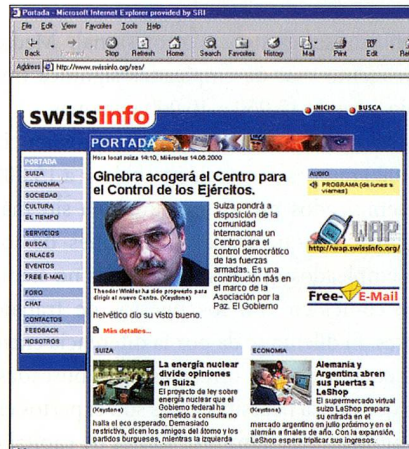 Portada - Microsoft Internet Explorer provided by SRI
File Edit View Favorites Tools Help
Back Forward Stop Refresh Home Search Favorites History Mail Print Edit
Address http://www.swissinfo.org/ses/
swissinfo
INICIO BUSCA
PORTADA
PORTADA
SUIZA
ECONOMIA
SOCIEDAD
CULTURA
EL TIEMPO
SERVICIOS
BUSCA
ENLACES
EVENTOS
FREE E-MAIL
FORO
CHAT
CONTACTOS
FEEDBACK
NOSOTROS
Hora local suiza 14:10, Miércoles 14.06.2000
Ginebra acogerá el Centro para
el Control de los Ejércitos.
Suiza pondrá a
disposición de la
comunidad
internacional un
Centro para el
control democrático
de las fuerzas
armadas. Es una
contribución más en
el marco de la
Asociación por la
Paz. El Gobierno
helvético dio su visto bueno.
Theodor Winkler ha sido propuesto para
dirigir el nuevo Centro. (Keystone)
Más detalles...
AUDIO
PROGRAMA (de lunes a
viernes)
WAP
http://wap.swissinfo.org/
Free-E-Mail
SUIZA
La energía nuclear
divide opiniones
en Suiza
El proyecto de ley sobre
energía nuclear que el
Gobierno federal ha
sometido a consulta no
(Keystone)
halla el eco esperado. Demasiado
restrictiva, dicen los amigos del átomo y los
partidos burgueses, mientras la izquierda
ECONOMIA
Alemania y
Argentina abren
sus puertas a
LeShop
El supermercado virtual
suizo LeShop prepara
su entrada en el
(Keystone)
mercado argentino en julio próximo y en el
alemán a finales de año. Con la expansión,
LeShop espera triplicar sus ingresos.